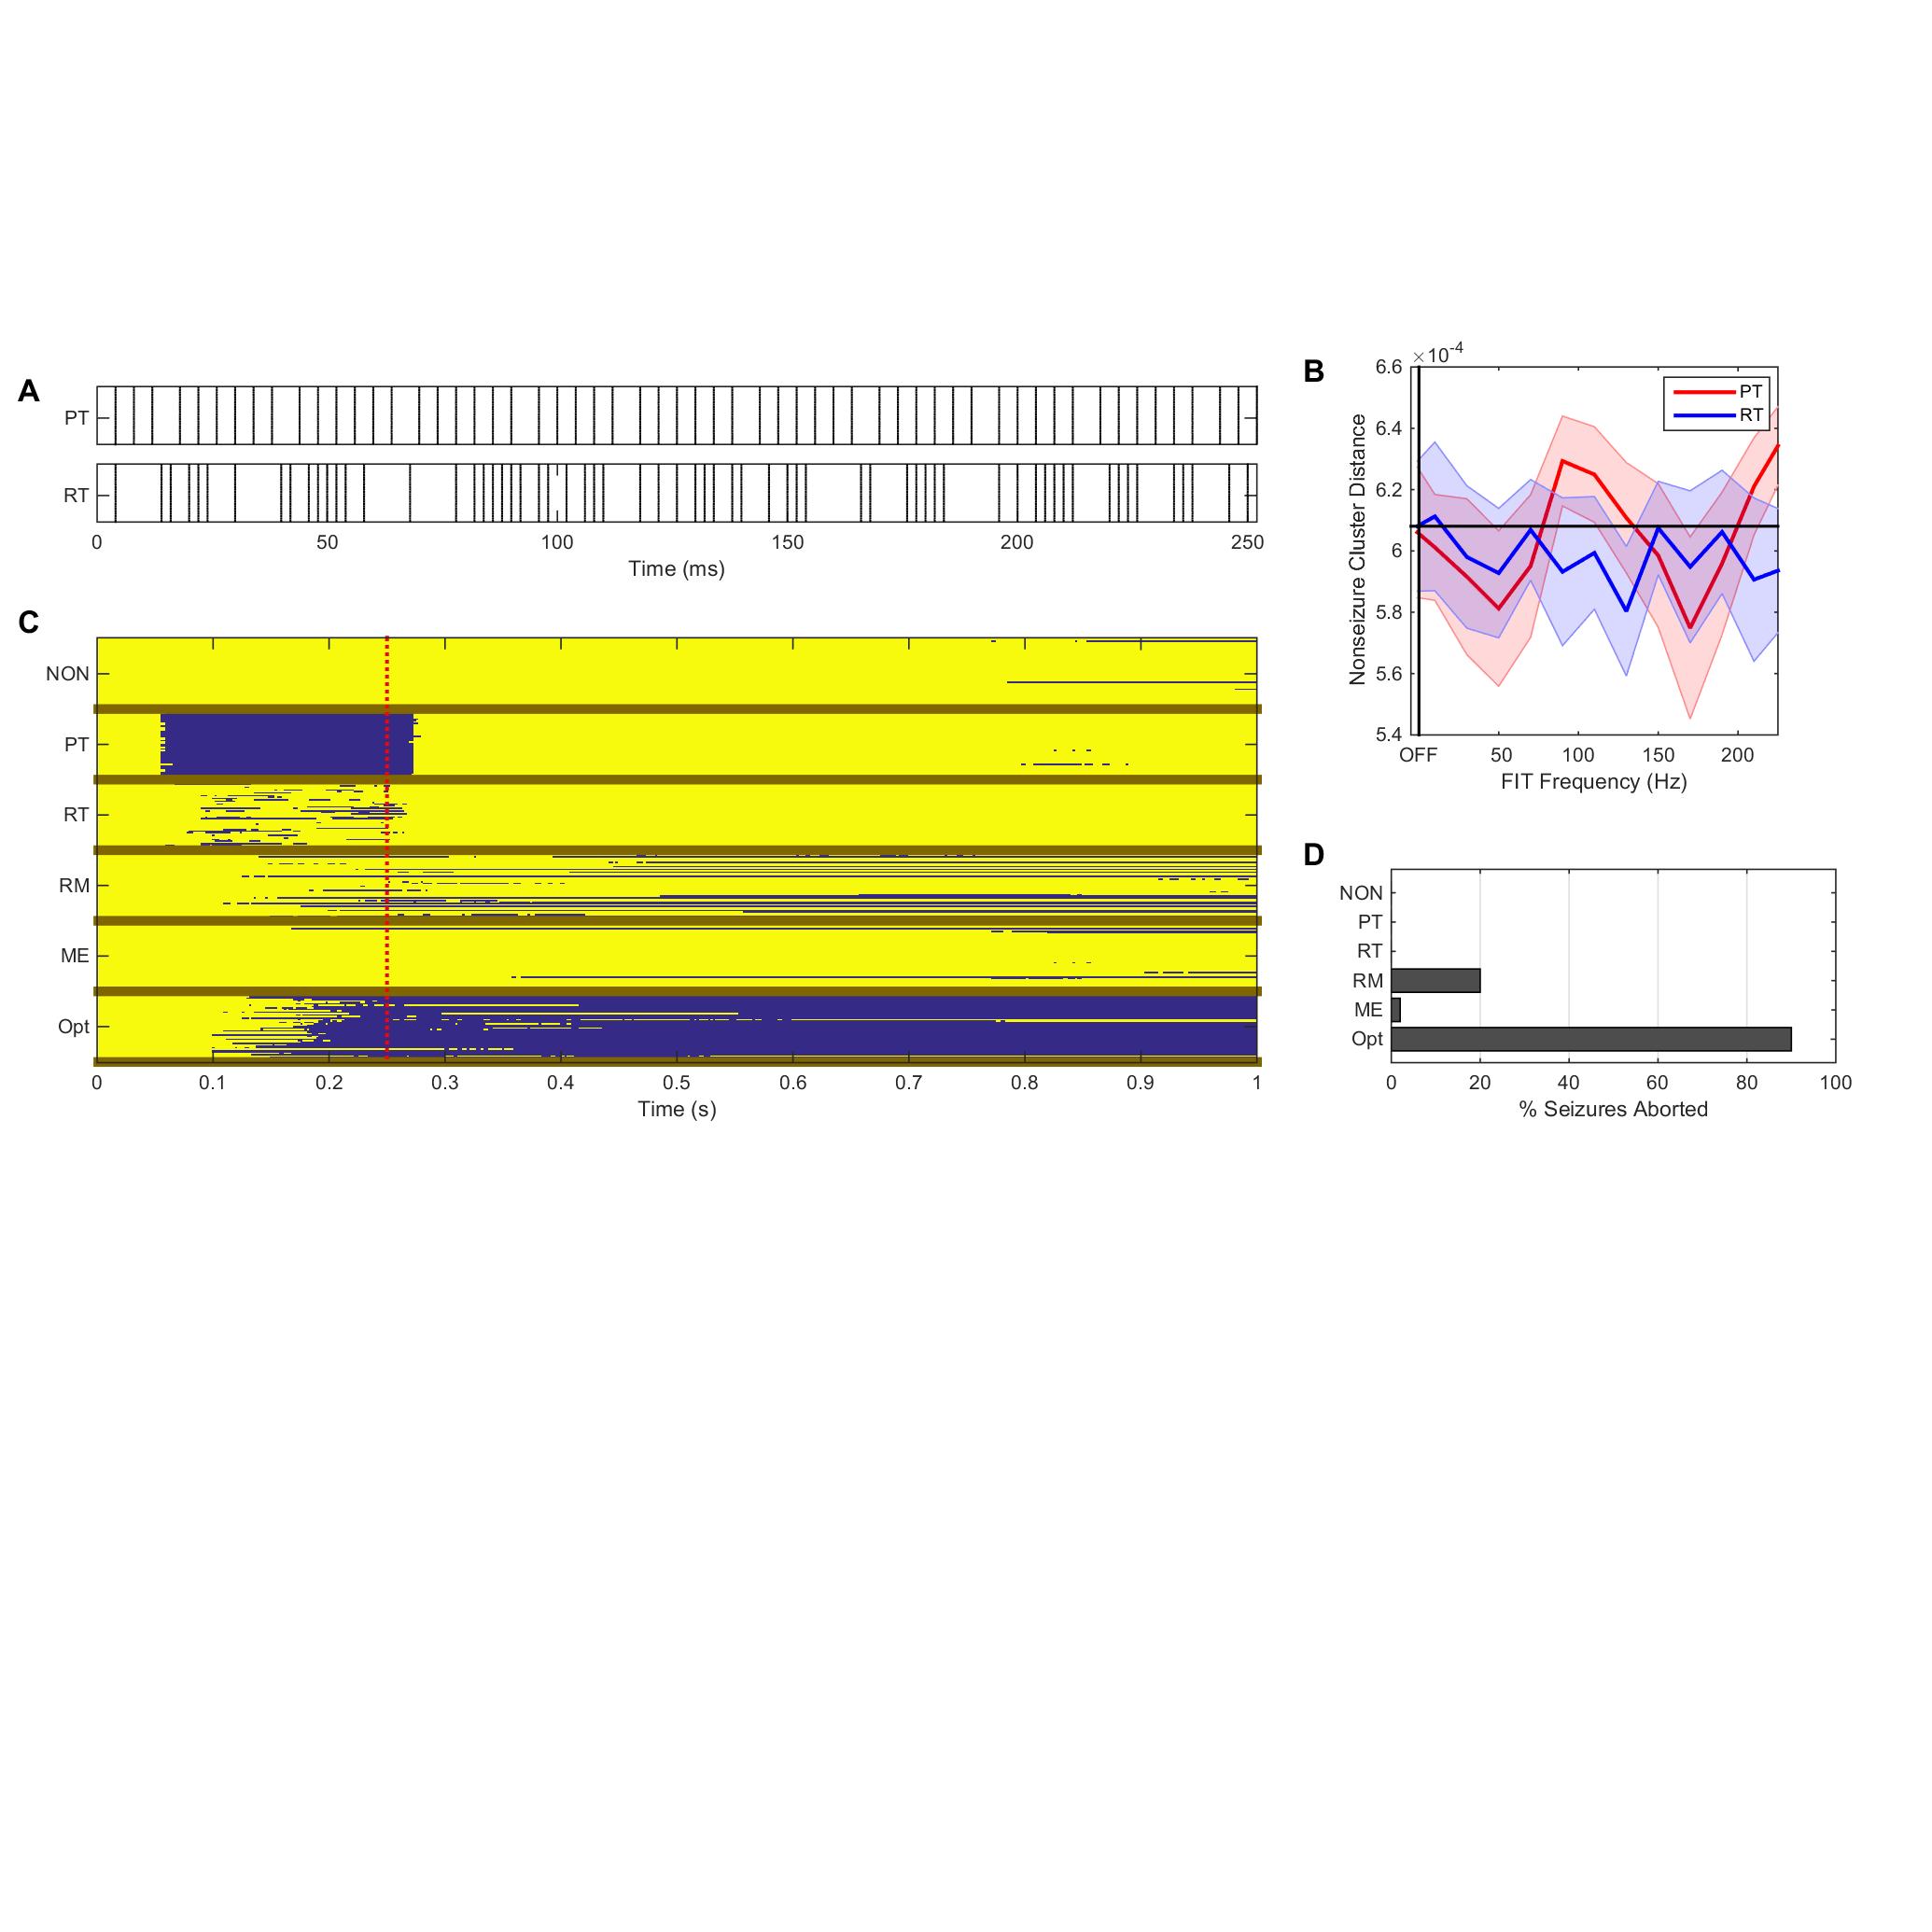 A
PT
RT
0 50 100 150 200 250
Time (ms)
B
×10-4
6.6
6.4
6.2
6
5.8
5.6
5.4
Nonseizure Cluster Distance
PT
RT
OFF 50 100 150 200
FIT Frequency (Hz)
C
NON
PT
RT
RM
ME
Opt
0 0.1 0.2 0.3 0.4 0.5 0.6 0.7 0.8 0.9 1
Time (s)
D
NON
PT
RT
RM
ME
Opt
0 20 40 60 80 100
% Seizures Aborted